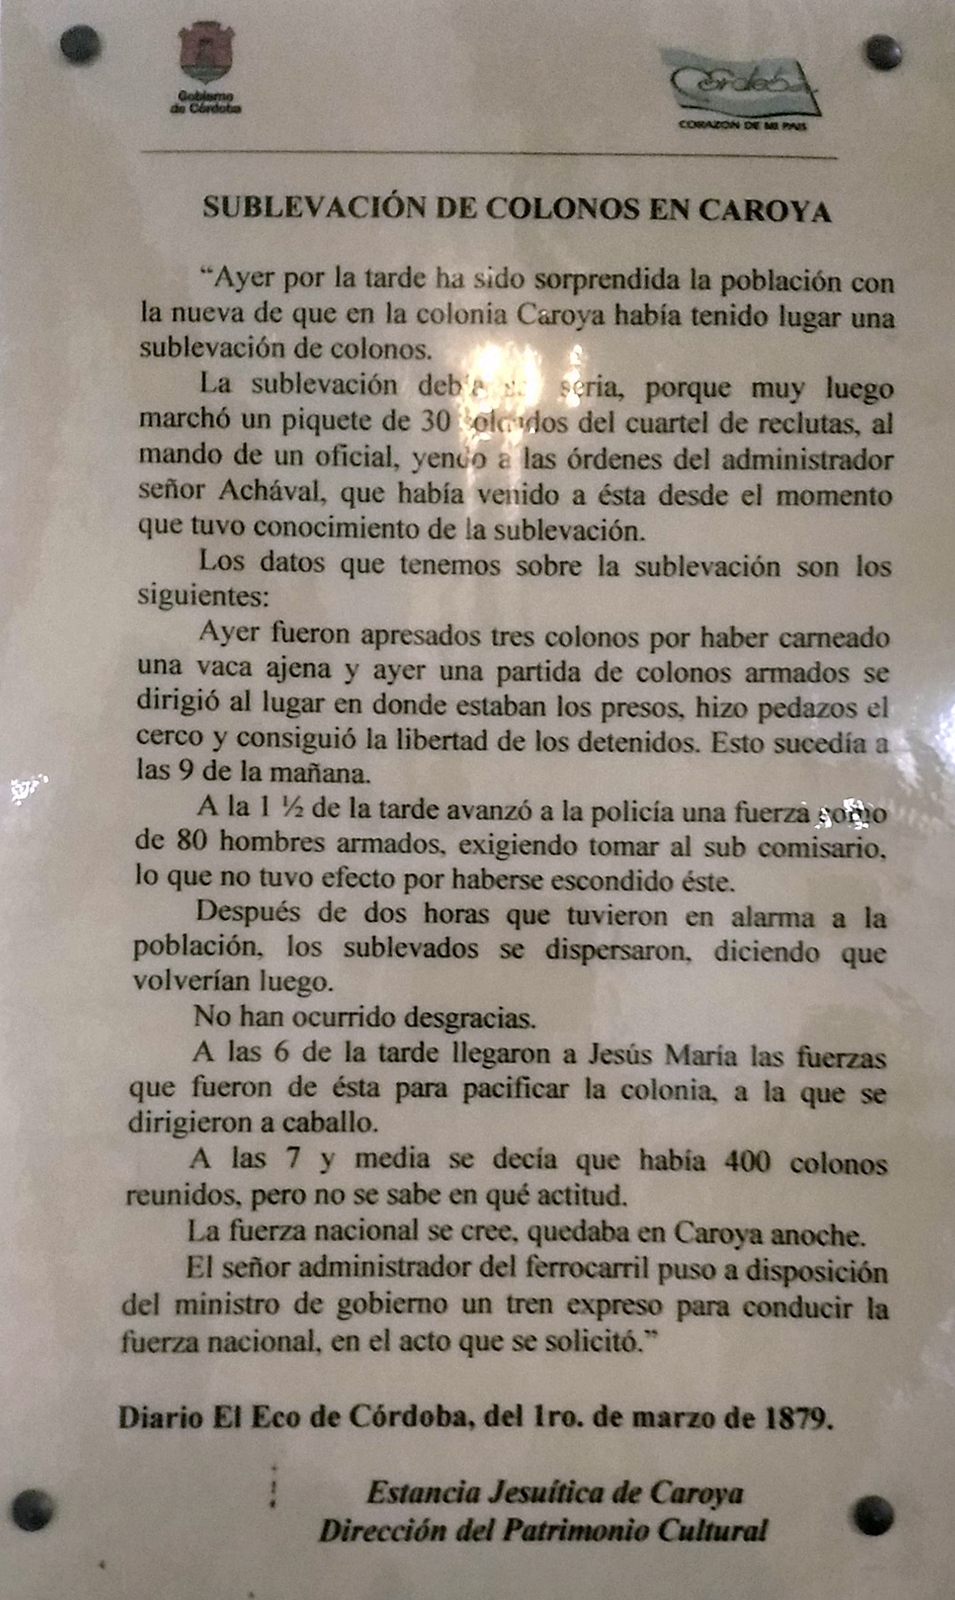 Gobierno
de Córdoba
Córdoba
CORAZÓN DE MI PAÍS
SUBLEVACIÓN DE COLONOS EN CAROYA
“Ayer por la tarde ha sido sorprendida la población con
la nueva de que en la colonia Caroya había tenido lugar una
sublevación de colonos.
La sublevación seria, porque muy luego
marchó un piquete de 30 soldados del cuartel de reclutas, al
mando de un oficial, yendo a las órdenes del administrador
señor Achával, que había venido a ésta desde el momento
que tuvo conocimiento de la sublevación.
Los datos que tenemos sobre la sublevación son los
siguientes:
Ayer fueron apresados tres colonos por haber carneado
una vaca ajena y ayer una partida de colonos armados se
dirigió al lugar en donde estaban los presos, hizo pedazos el
cerco y consiguió la libertad de los detenidos. Esto sucedía a
las 9 de la mañana.
A la 1 ½ de la tarde avanzó a la policía una fuerza como
de 80 hombres armados, exigiendo tomar al sub comisario,
lo que no tuvo efecto por haberse escondido éste.
Después de dos horas que tuvieron en alarma a la
población, los sublevados se dispersaron, diciendo que
volverían luego.
No han ocurrido desgracias.
A las 6 de la tarde llegaron a Jesús María las fuerzas
que fueron de ésta para pacificar la colonia, a la que se
dirigieron a caballo.
A las 7 y media se decía que había 400 colonos
reunidos, pero no se sabe en qué actitud.
La fuerza nacional se cree, quedaba en Caroya anoche.
El señor administrador del ferrocarril puso a disposición
del ministro de gobierno un tren expreso para conducir la
fuerza nacional, en el acto que se solicitó.”
Diario El Eco de Córdoba, del 1ro. de marzo de 1879.
Estancia Jesuítica de Caroya
Dirección del Patrimonio Cultural